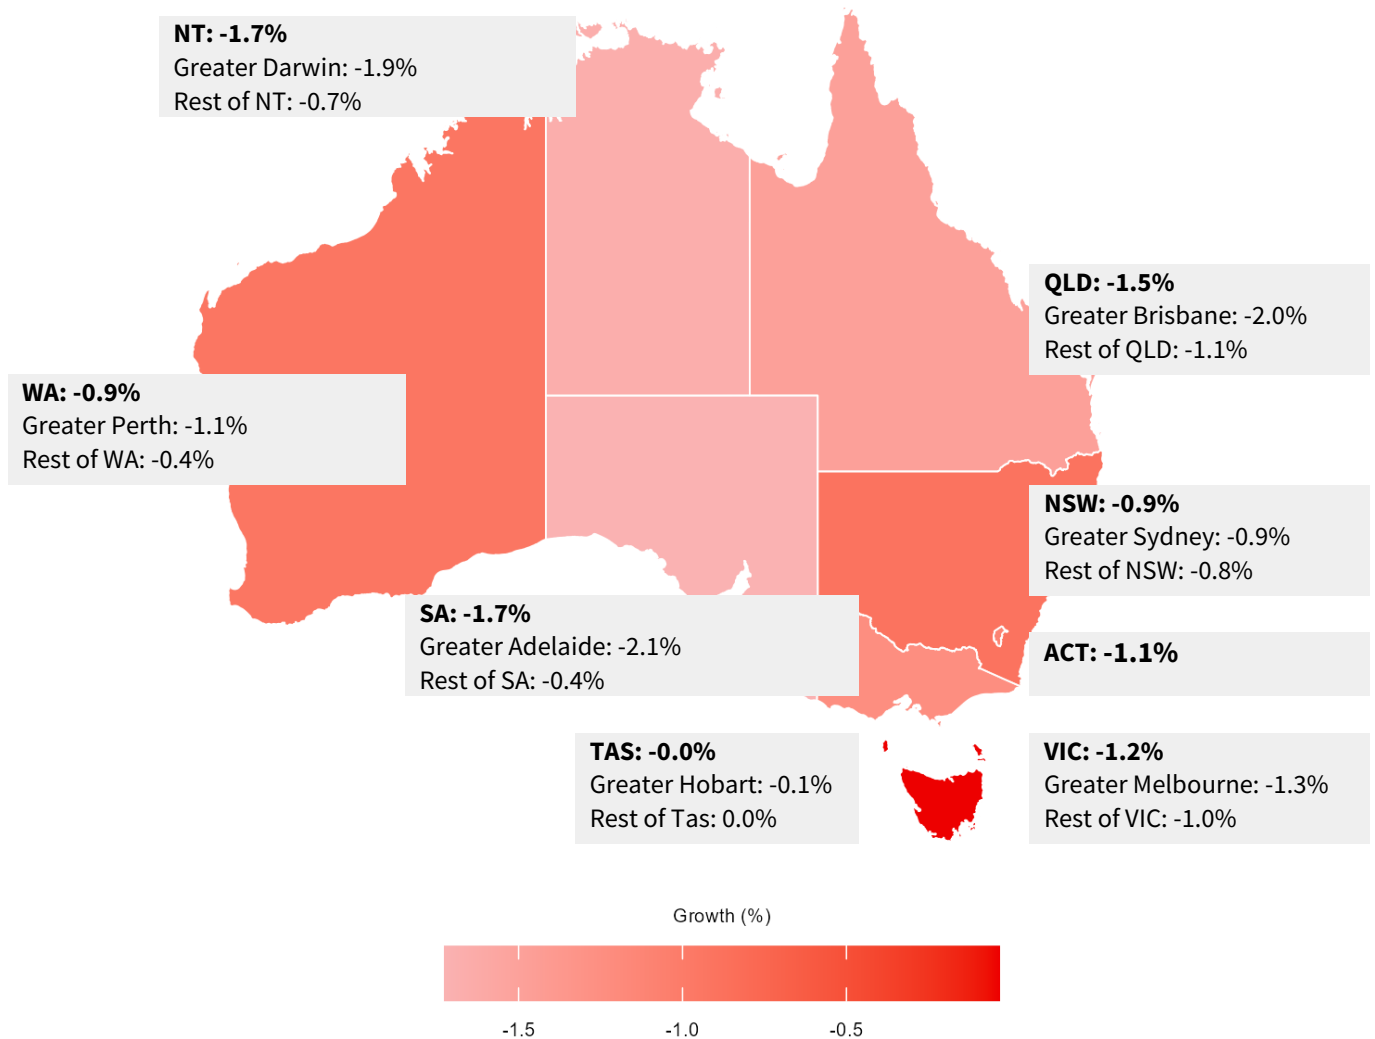 NT: -1.7%
Greater Darwin: -1.9%
Rest of NT: -0.7%
QLD: -1.5%
Greater Brisbane: -2.0%
Rest of QLD: -1.1%
WA: -0.9%
Greater Perth: -1.1%
Rest of WA: -0.4%
NSW: -0.9%
Greater Sydney: -0.9%
Rest of NSW: -0.8%
SA: -1.7%
Greater Adelaide: -2.1%
Rest of SA: -0.4%
ACT: -1.1%
TAS: -0.0%
Greater Hobart: -0.1%
Rest of Tas: 0.0%
VIC: -1.2%
Greater Melbourne: -1.3%
Rest of VIC: -1.0%
Growth (%)
-1.5 -1.0 -0.5